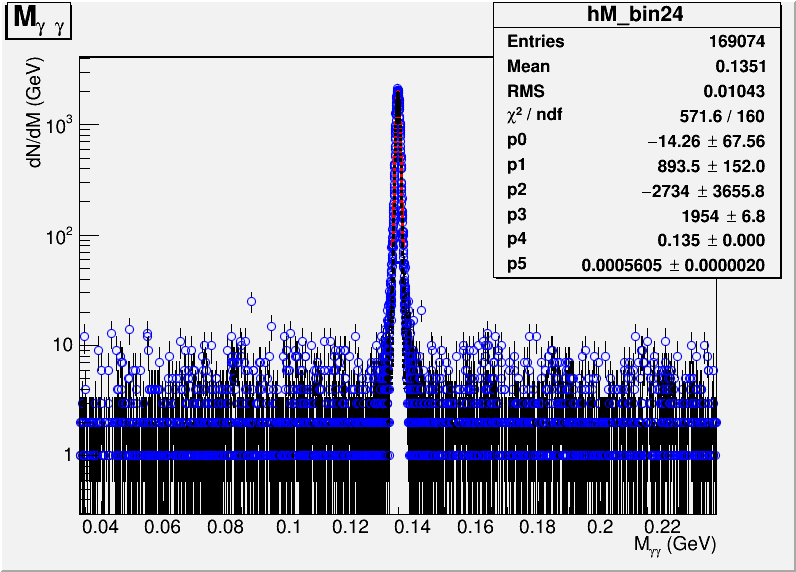 Mγ γ
hM_bin24
Entries 169074
Mean 0.1351
RMS 0.01043
χ² / ndf 571.6 / 160
p0 −14.26 ± 67.56
p1 893.5 ± 152.0
p2 −2734 ± 3655.8
p3 1954 ± 6.8
p4 0.135 ± 0.000
p5 0.0005605 ± 0.0000020
dN/dM (GeV)
10³
10²
10
1
0.04 0.06 0.08 0.1 0.12 0.14 0.16 0.18 0.2 0.22
Mγγ (GeV)